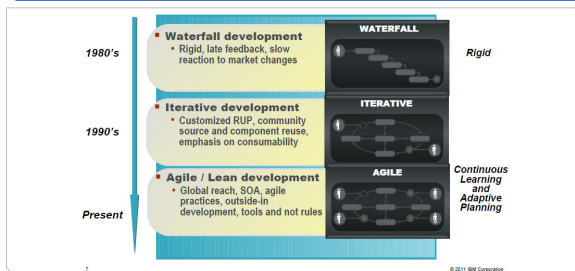 1980's
Waterfall development
• Rigid, late feedback, slow
reaction to market changes
WATERFALL
Rigid
1990's
Iterative development
• Customized RUP, community
source and component reuse,
emphasis on consumability
ITERATIVE
Present
Agile / Lean development
• Global reach, SOA, agile
practices, outside-in
development, tools and not rules
AGILE
Continuous
Learning
and
Adaptive
Planning
7
© 2011 IBM Corporation